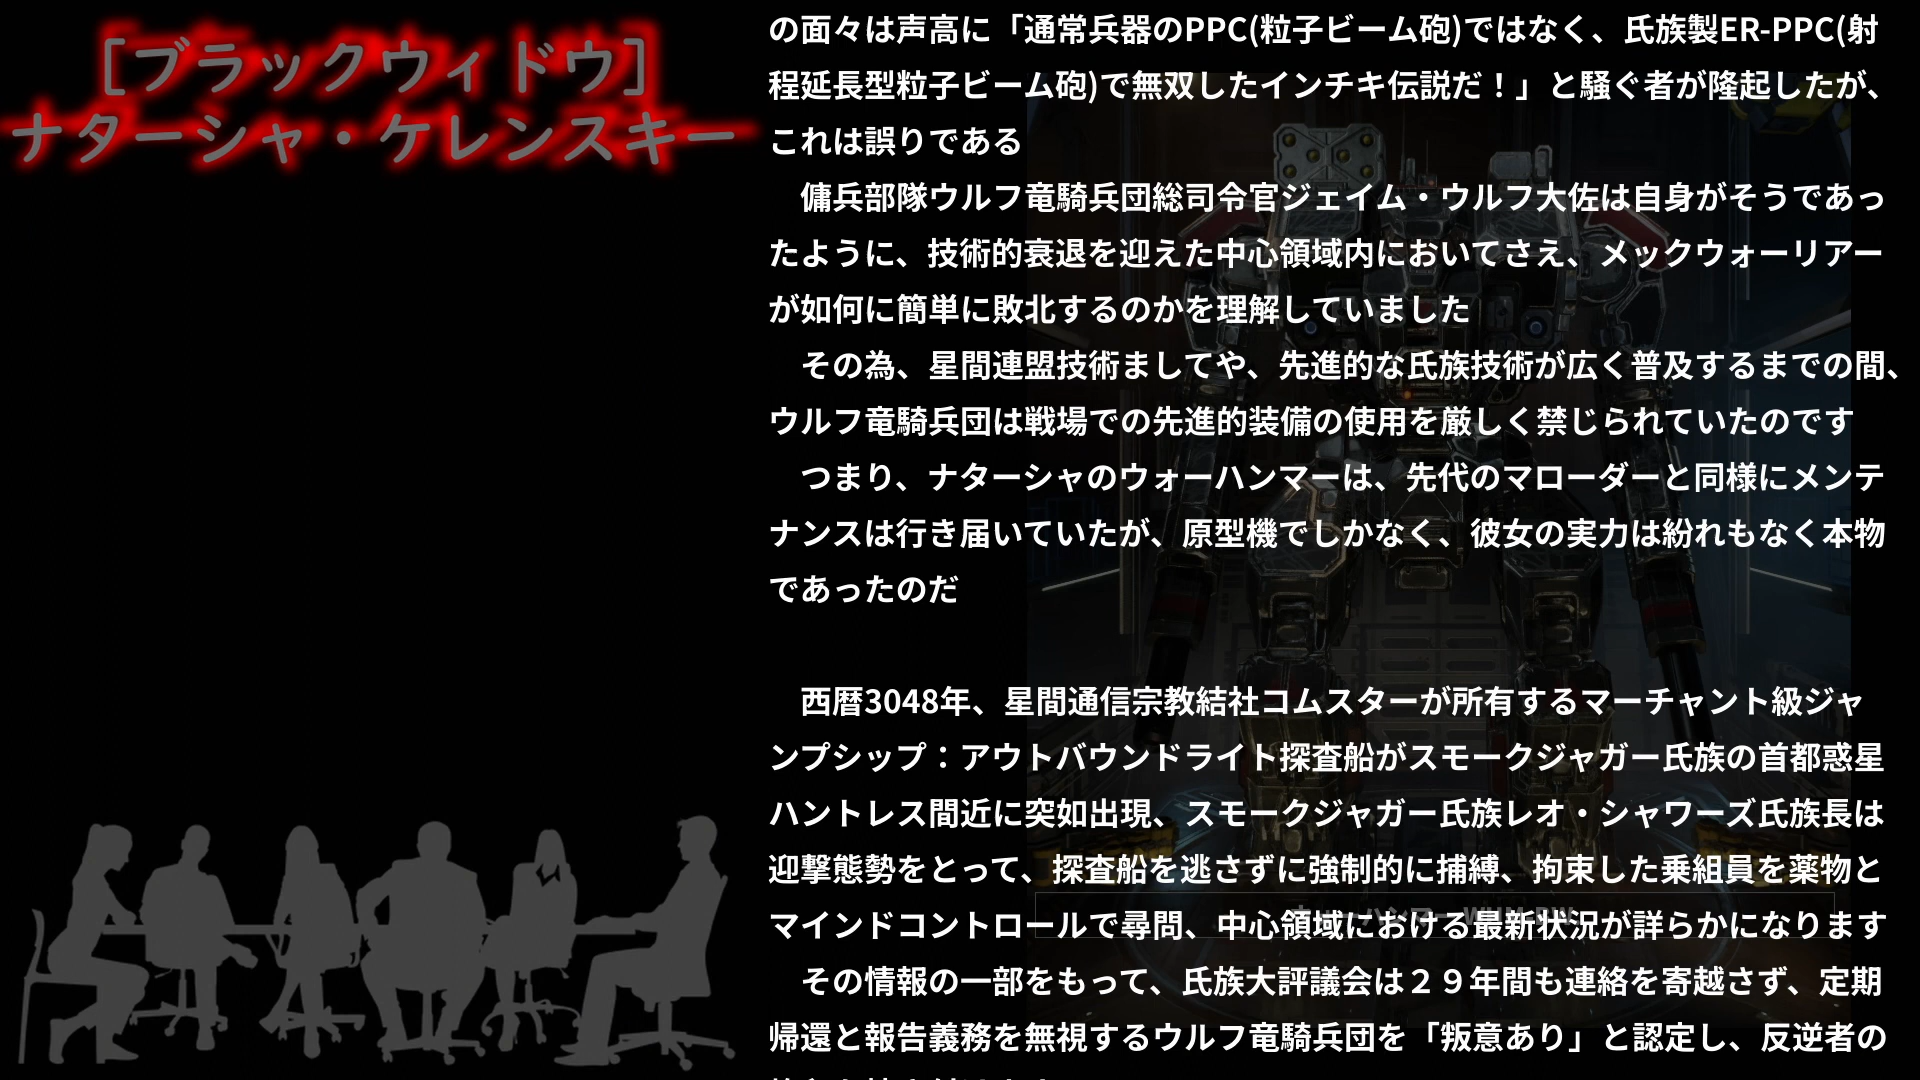 ［ブラックウィドウ］
ナターシャ・ケレンスキー
の面々は声高に「通常兵器のPPC(粒子ビーム砲)ではなく、氏族製ER-PPC(射
程延長型粒子ビーム砲)で無双したインチキ伝説だ！」と騒ぐ者が隆起したが、
これは誤りである
　傭兵部隊ウルフ竜騎兵団総司令官ジェイム・ウルフ大佐は自身がそうであっ
たように、技術的衰退を迎えた中心領域内においてさえ、メックウォーリアー
が如何に簡単に敗北するのかを理解していました
　その為、星間連盟技術ましてや、先進的な氏族技術が広く普及するまでの間、
ウルフ竜騎兵団は戦場での先進的装備の使用を厳しく禁じられていたのです
　つまり、ナターシャのウォーハンマーは、先代のマローダーと同様にメンテ
ナンスは行き届いていたが、原型機でしかなく、彼女の実力は紛れもなく本物
であったのだ
　西暦3048年、星間通信宗教結社コムスターが所有するマーチャント級ジャ
ンプシップ：アウトバウンドライト探査船がスモークジャガー氏族の首都惑星
ハントレス間近に突如出現、スモークジャガー氏族レオ・シャワーズ氏族長は
迎撃態勢をとって、探査船を逃さずに強制的に捕縛、拘束した乗組員を薬物と
マインドコントロールで尋問、中心領域における最新状況が詳らかになります
　その情報の一部をもって、氏族大評議会は２９年間も連絡を寄越さず、定期
帰還と報告義務を無視するウルフ竜騎兵団を「叛意あり」と認定し、反逆者の